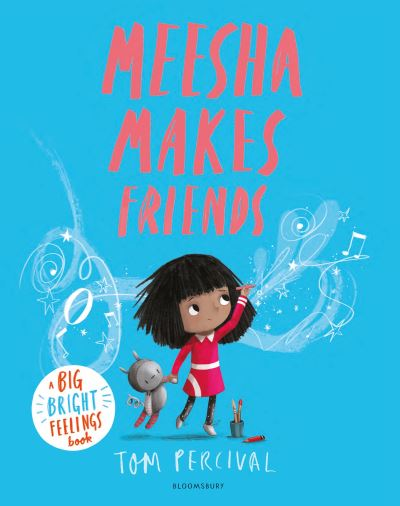 MEESHA
MAKES
FRIENDS
A
BIG
BRIGHT
FEELINGS
book
TOM PERCIVAL
BLOOMSBURY